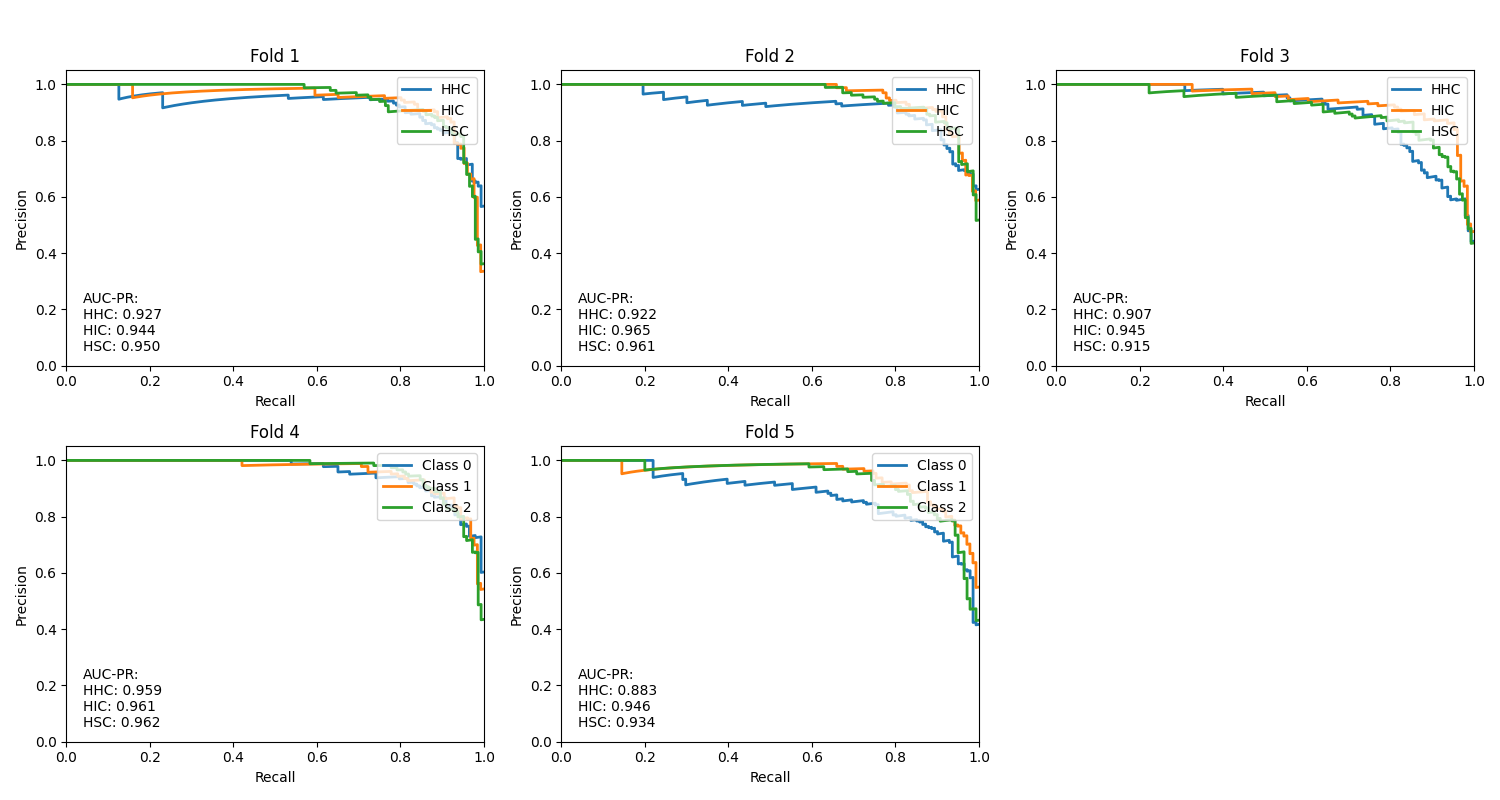 Fold 1
1.0
0.8
0.6
0.4
0.2
0.0
Precision
HHC
HIC
HSC
AUC-PR:
HHC: 0.927
HIC: 0.944
HSC: 0.950
0.0 0.2 0.4 0.6 0.8 1.0
Recall
Fold 2
1.0
0.8
0.6
0.4
0.2
0.0
Precision
HHC
HIC
HSC
AUC-PR:
HHC: 0.922
HIC: 0.965
HSC: 0.961
0.0 0.2 0.4 0.6 0.8 1.0
Recall
Fold 3
1.0
0.8
0.6
0.4
0.2
0.0
Precision
HHC
HIC
HSC
AUC-PR:
HHC: 0.907
HIC: 0.945
HSC: 0.915
0.0 0.2 0.4 0.6 0.8 1.0
Recall
Fold 4
1.0
0.8
0.6
0.4
0.2
0.0
Precision
Class 0
Class 1
Class 2
AUC-PR:
HHC: 0.959
HIC: 0.961
HSC: 0.962
0.0 0.2 0.4 0.6 0.8 1.0
Recall
Fold 5
1.0
0.8
0.6
0.4
0.2
0.0
Precision
Class 0
Class 1
Class 2
AUC-PR:
HHC: 0.883
HIC: 0.946
HSC: 0.934
0.0 0.2 0.4 0.6 0.8 1.0
Recall